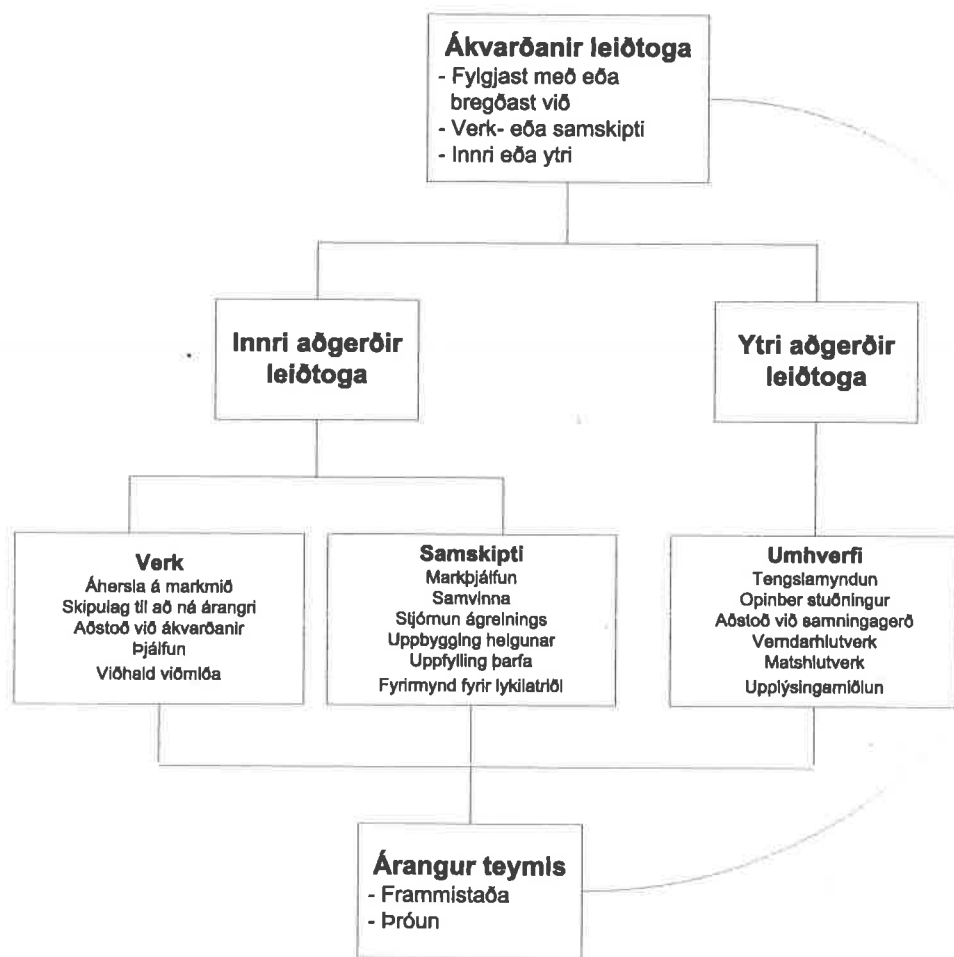 Ákvarðanir leiðtoga
- Fylgjast með eða
bregðast við
- Verk- eða samskipti
- Innri eða ytri
Innri aðgerðir
leiðtoga
Ytri aðgerðir
leiðtoga
Verk
Áhersla á markmið
Skipulag til að ná árangri
Aðstoð við ákvarðanir
Þjálfun
Viðhald viðmiða
Samskipti
Markþjálfun
Samvinna
Stjórnun ágreinings
Uppbygging helgunar
Uppfylling þarfa
Fyrirmynd fyrir lykilatriði
Umhverfi
Tengslamyndun
Opinber stuðningur
Aðstoð við samningagerð
Verndarhlutverk
Matshlutverk
Upplýsingamiðlun
Árangur teymis
- Frammistaða
- Þróun